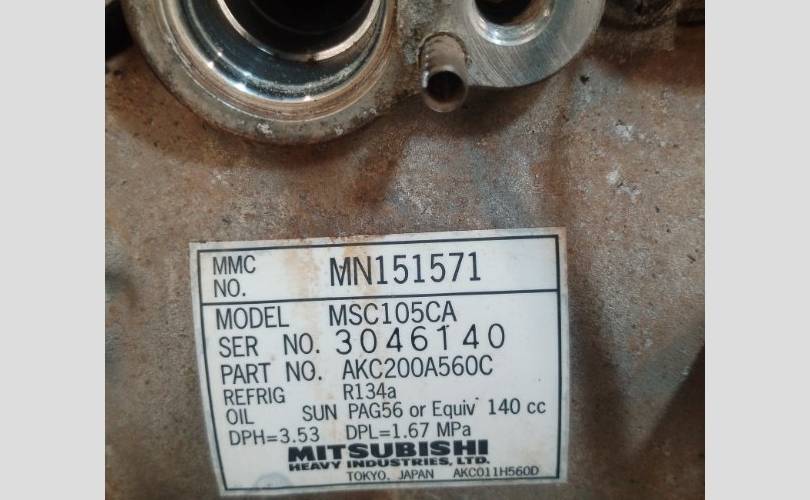 MMC NO. MN151571
MODEL MSC105CA
SER NO. 3046140
PART NO. AKC200A560C
REFRIG R134a
OIL SUN PAG56 or Equiv 140 cc
DPH=3.53 DPL=1.67 MPa
MITSUBISHI
HEAVY INDUSTRIES, LTD.
TOKYO, JAPAN AKC011H560D